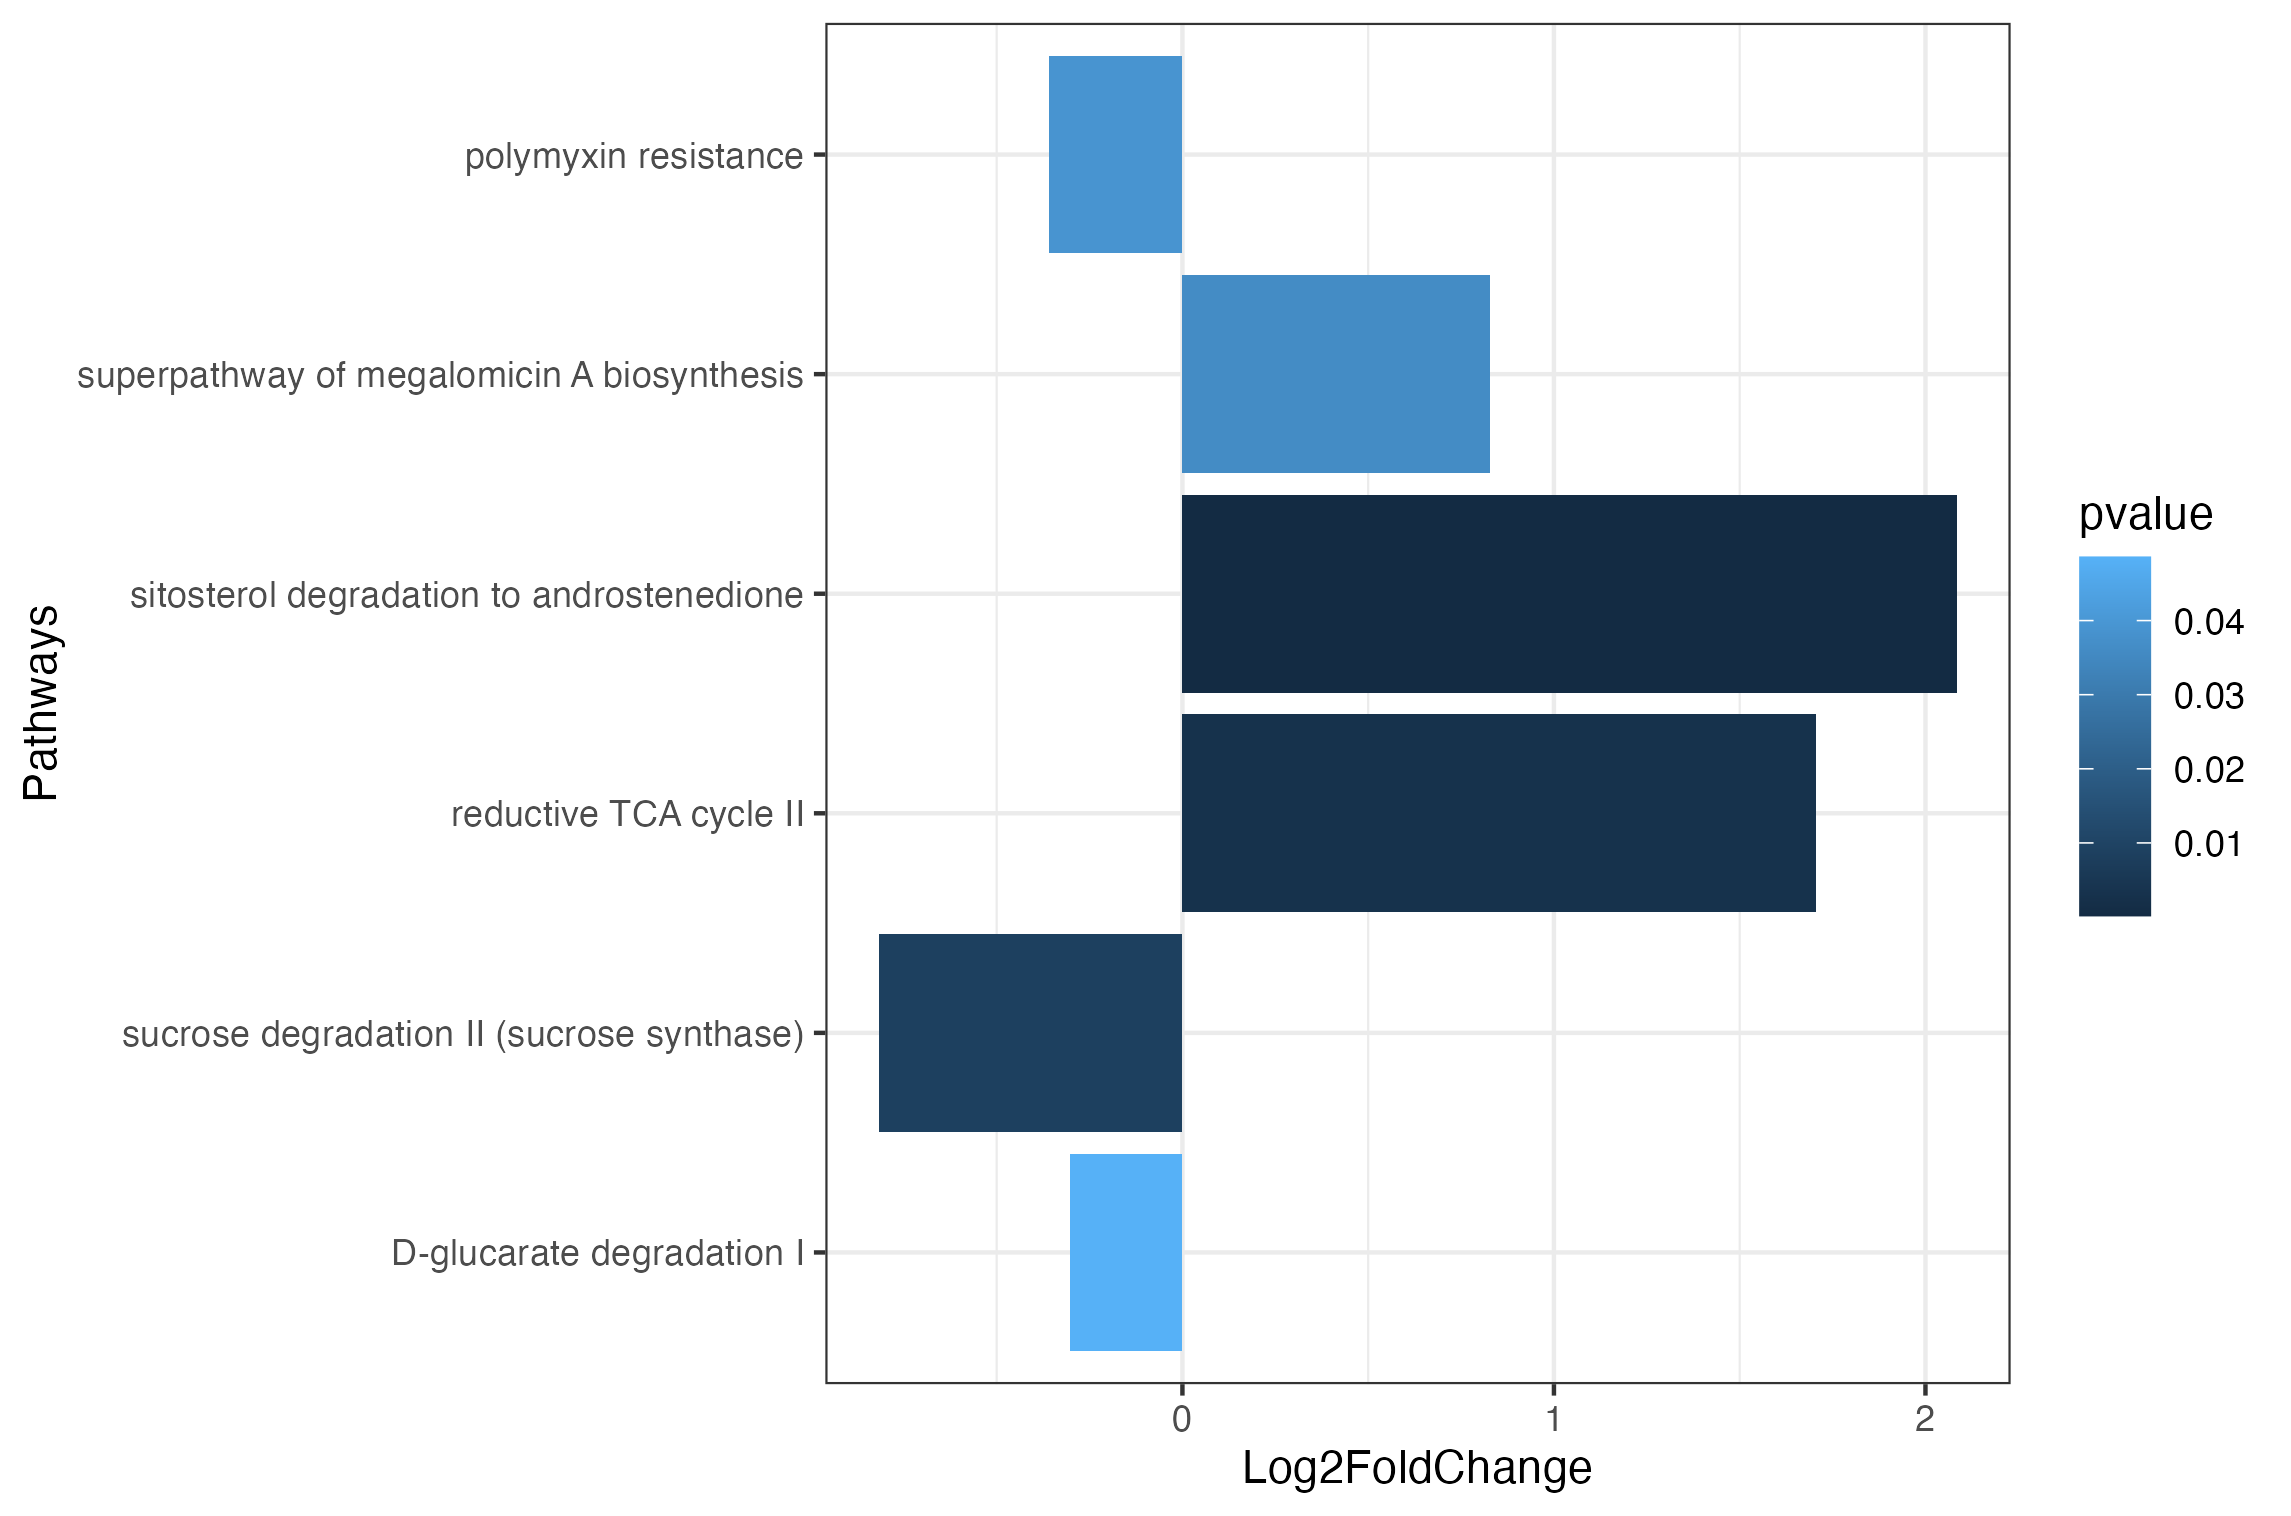 polymyxin resistance
superpathway of megalomicin A biosynthesis
sitosterol degradation to androstenedione
reductive TCA cycle II
sucrose degradation II (sucrose synthase)
D-glucarate degradation I
Pathways
0
1
2
Log2FoldChange
pvalue
0.04
0.03
0.02
0.01